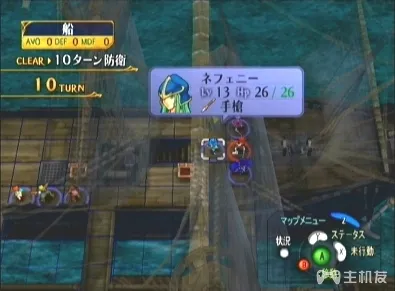 船
AVO 0 DEF 0 MIDF 0
CLEAR▶10ターン防衛
10 TURN
ネフェニー
Lv 13 HP 26 / 26
手槍
マップメニュー Z
Y ステータス
状況
X 未行動
A
B
主机友